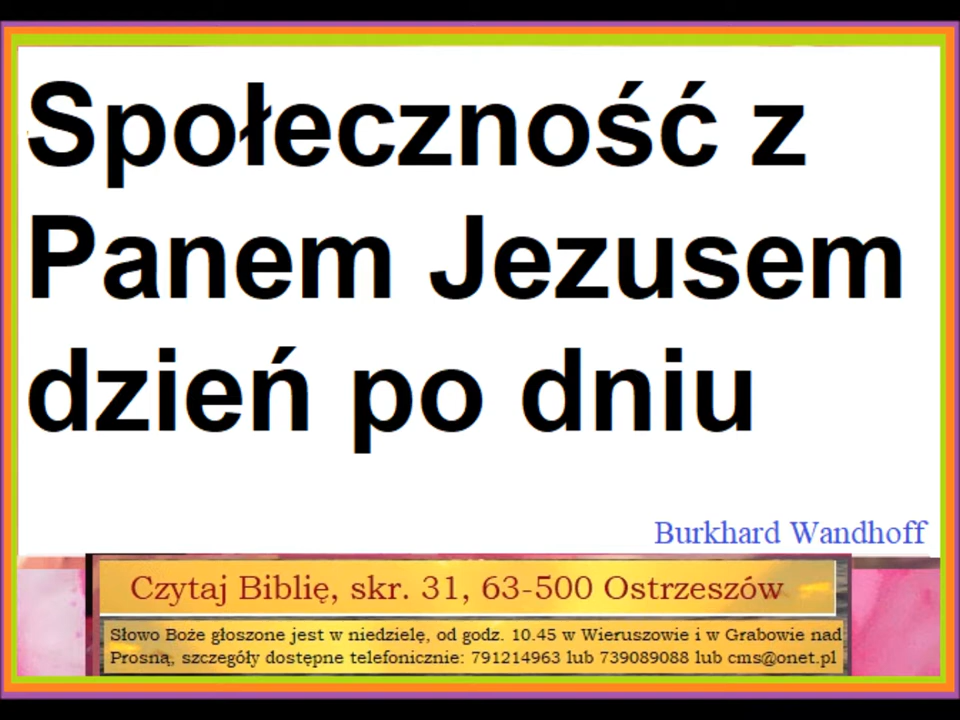 Społeczność z
Panem Jezusem
dzień po dniu
Burkhard Wandhoff
Czytaj Biblię, skr. 31, 63-500 Ostrzeszów
Słowo Boże głoszone jest w niedzielę, od godz. 10.45 w Wieruszowie i w Grabowie nad
Prosną, szczegóły dostępne telefonicznie: 791214963 lub 739089088 lub cms@onet.pl